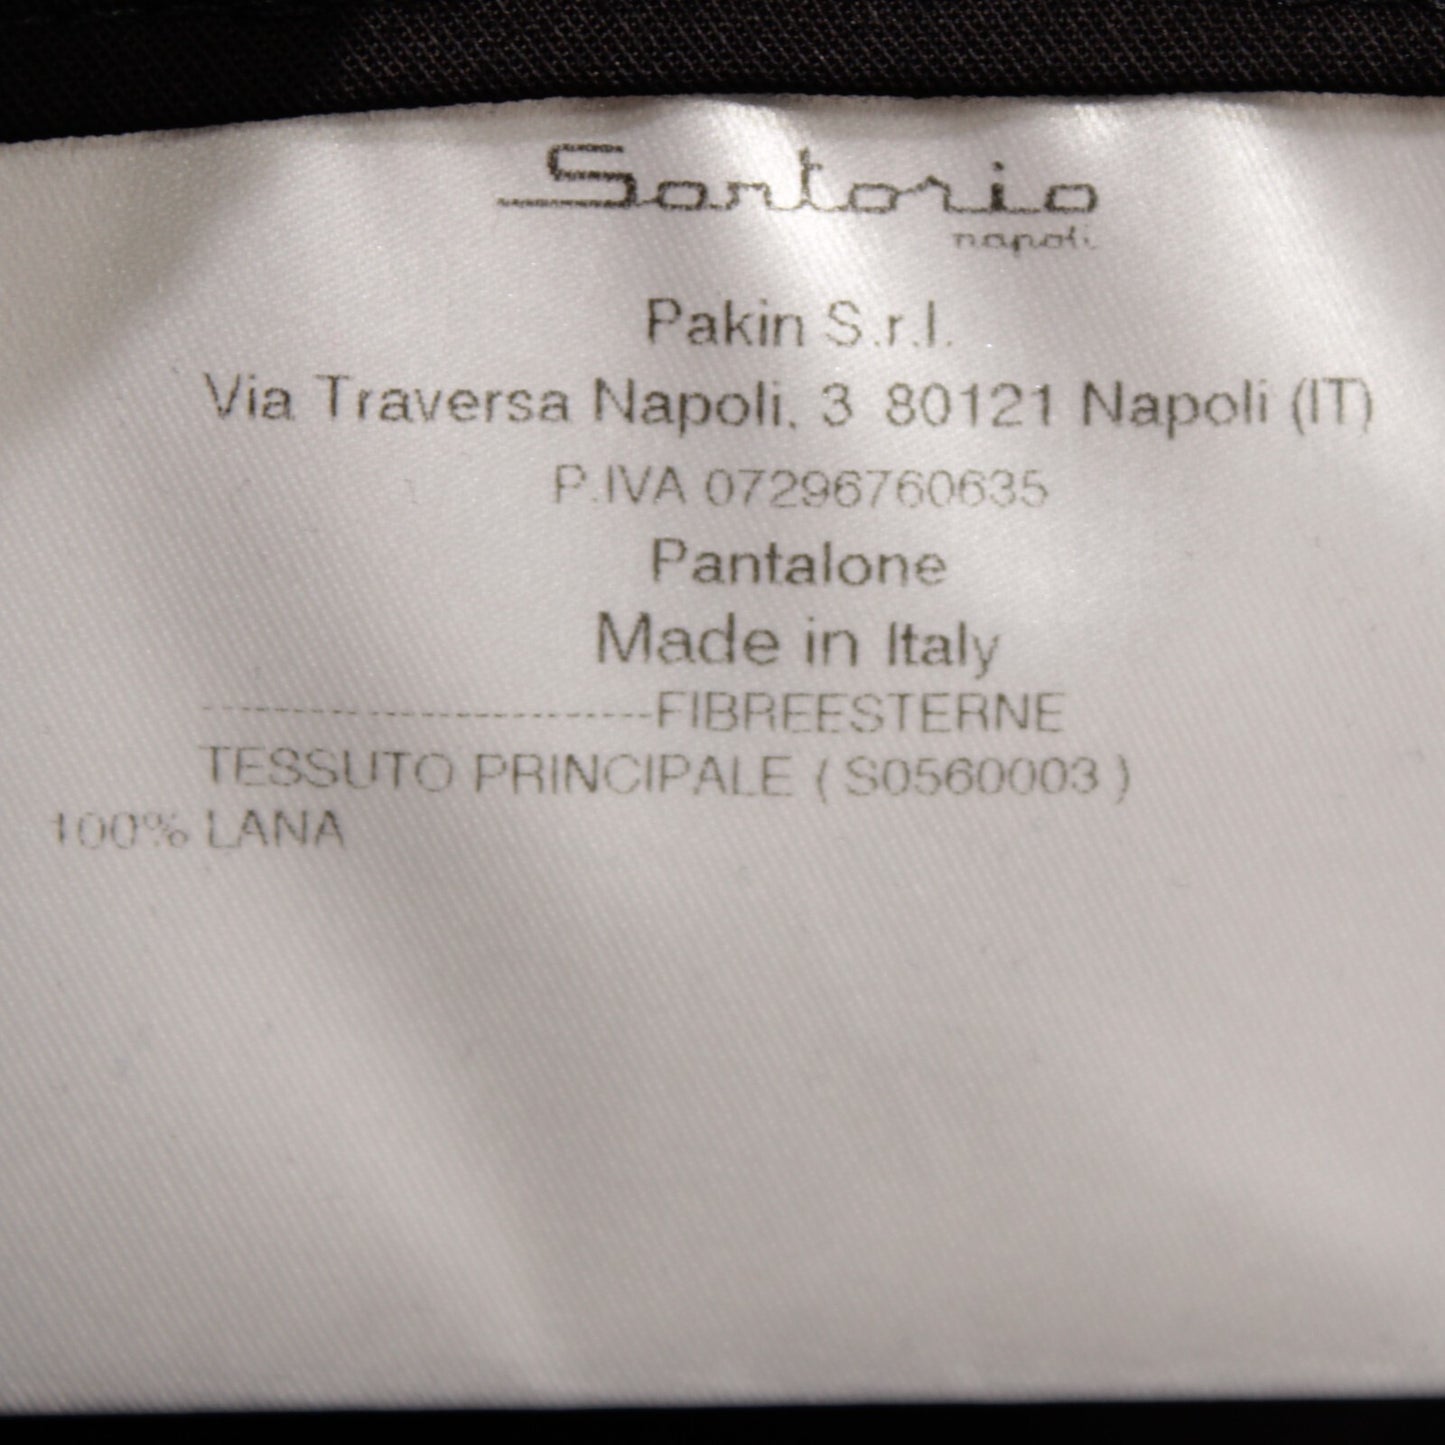 Sartorio
napoli
Pakin S.r.l.
Via Traversa Napoli, 3 80121 Napoli (IT)
P.IVA 07296760635
Pantalone
Made in Italy
----------------------FIBREESTERNE
TESSUTO PRINCIPALE ( S0560003 )
100% LANA